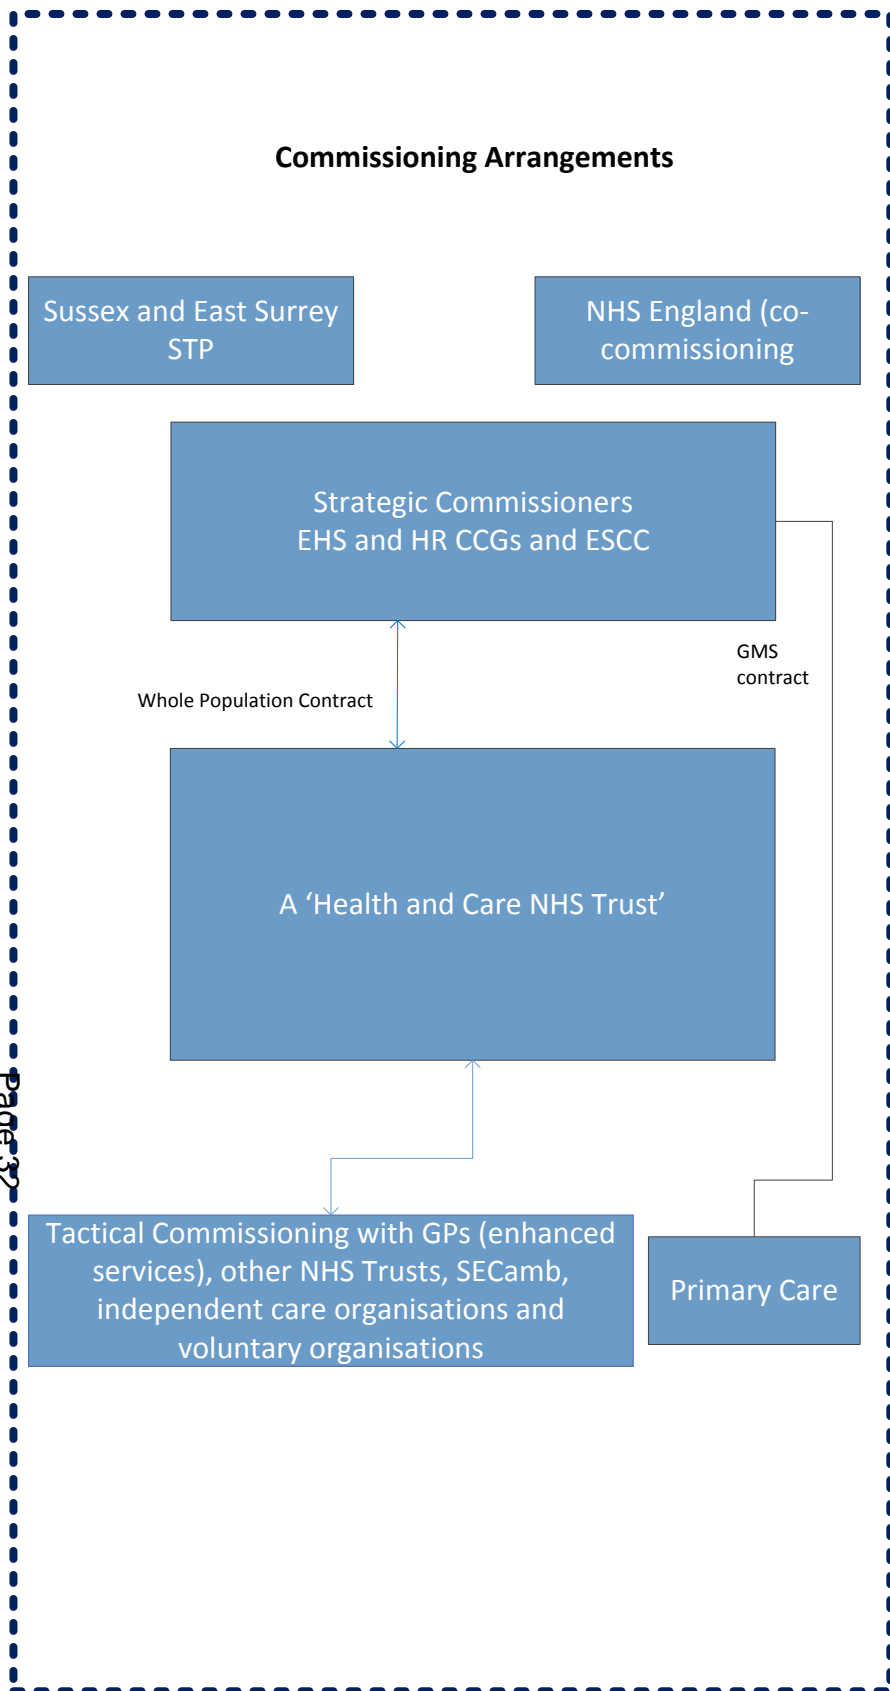 Commissioning Arrangements
Sussex and East Surrey
STP
NHS England (co-
commissioning
Strategic Commissioners
EHS and HR CCGs and ESCC
GMS
contract
Whole Population Contract
A ‘Health and Care NHS Trust’
Page 32
Tactical Commissioning with GPs (enhanced
services), other NHS Trusts, SECamb,
independent care organisations and
voluntary organisations
Primary Care